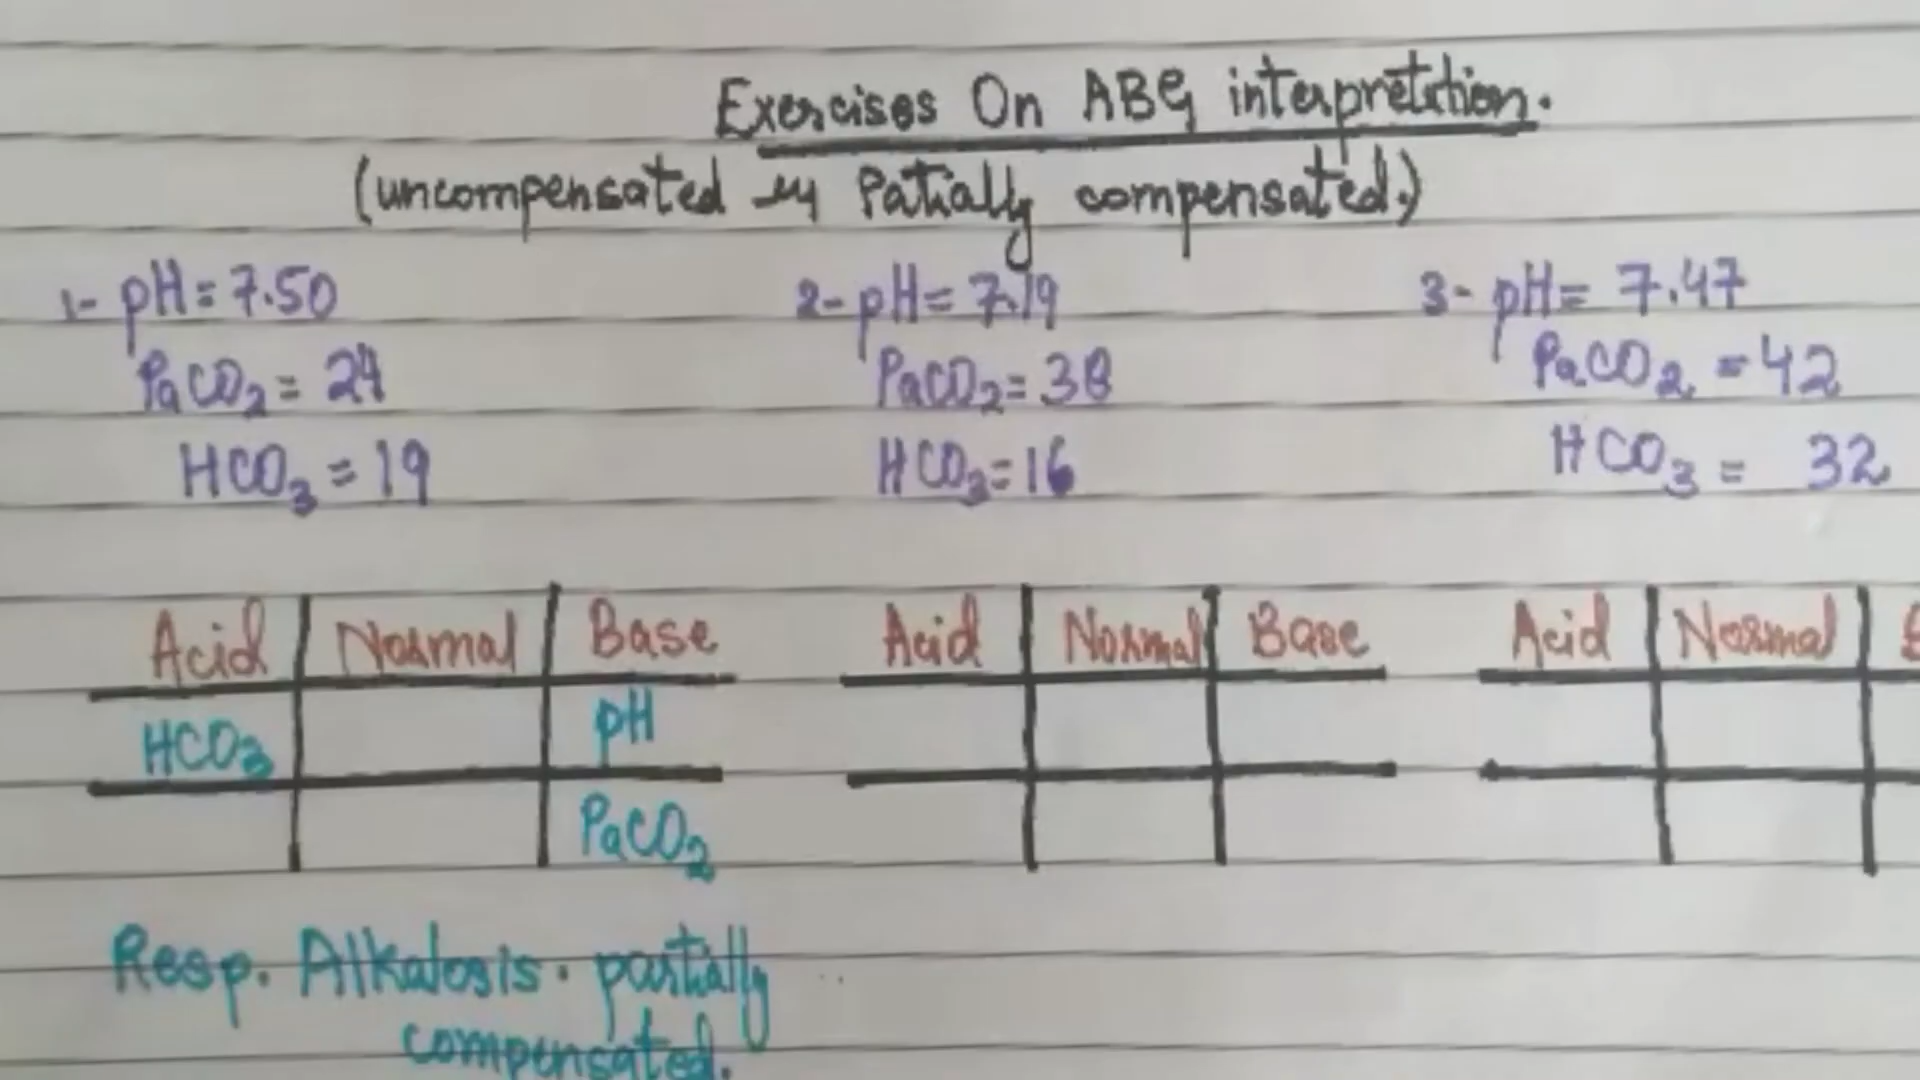 Exercises On ABG interpretation.
(uncompensated Patially compensated.)
1- pH = 7.50
PaCO2 = 24
HCO3 = 19
2- pH = 7.19
PaCO2 = 38
HCO3 = 16
3- pH = 7.47
PaCO2 = 42
HCO3 = 32
Acid Normal Base
HCO3 pH
PaCO2
Acid Normal Base
Acid Normal
Resp. Alkalosis. partially
compensated.